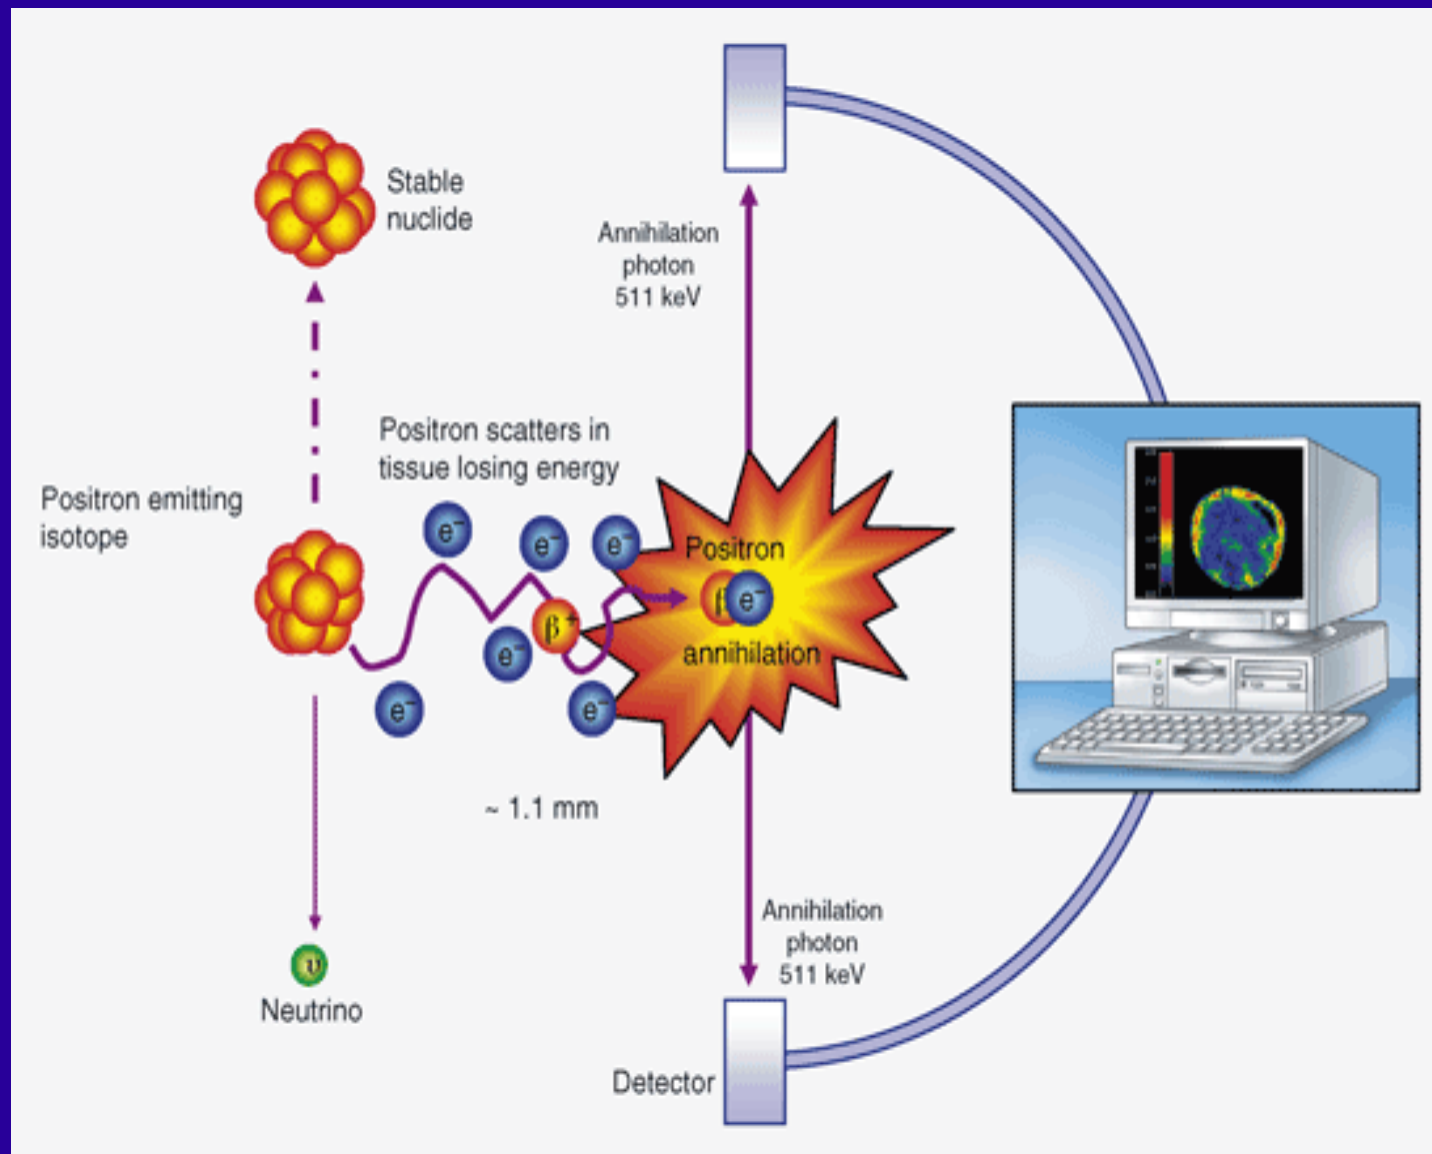 Stable
nuclide
Annihilation
photon
511 keV
Positron scatters in
tissue losing energy
Positron emitting
isotope
e⁻
e⁻
e⁻
Positron
β e⁻
β⁺
e⁻
annihilation
e⁻
e⁻
~ 1.1 mm
Annihilation
photon
511 keV
υ
Neutrino
Detector